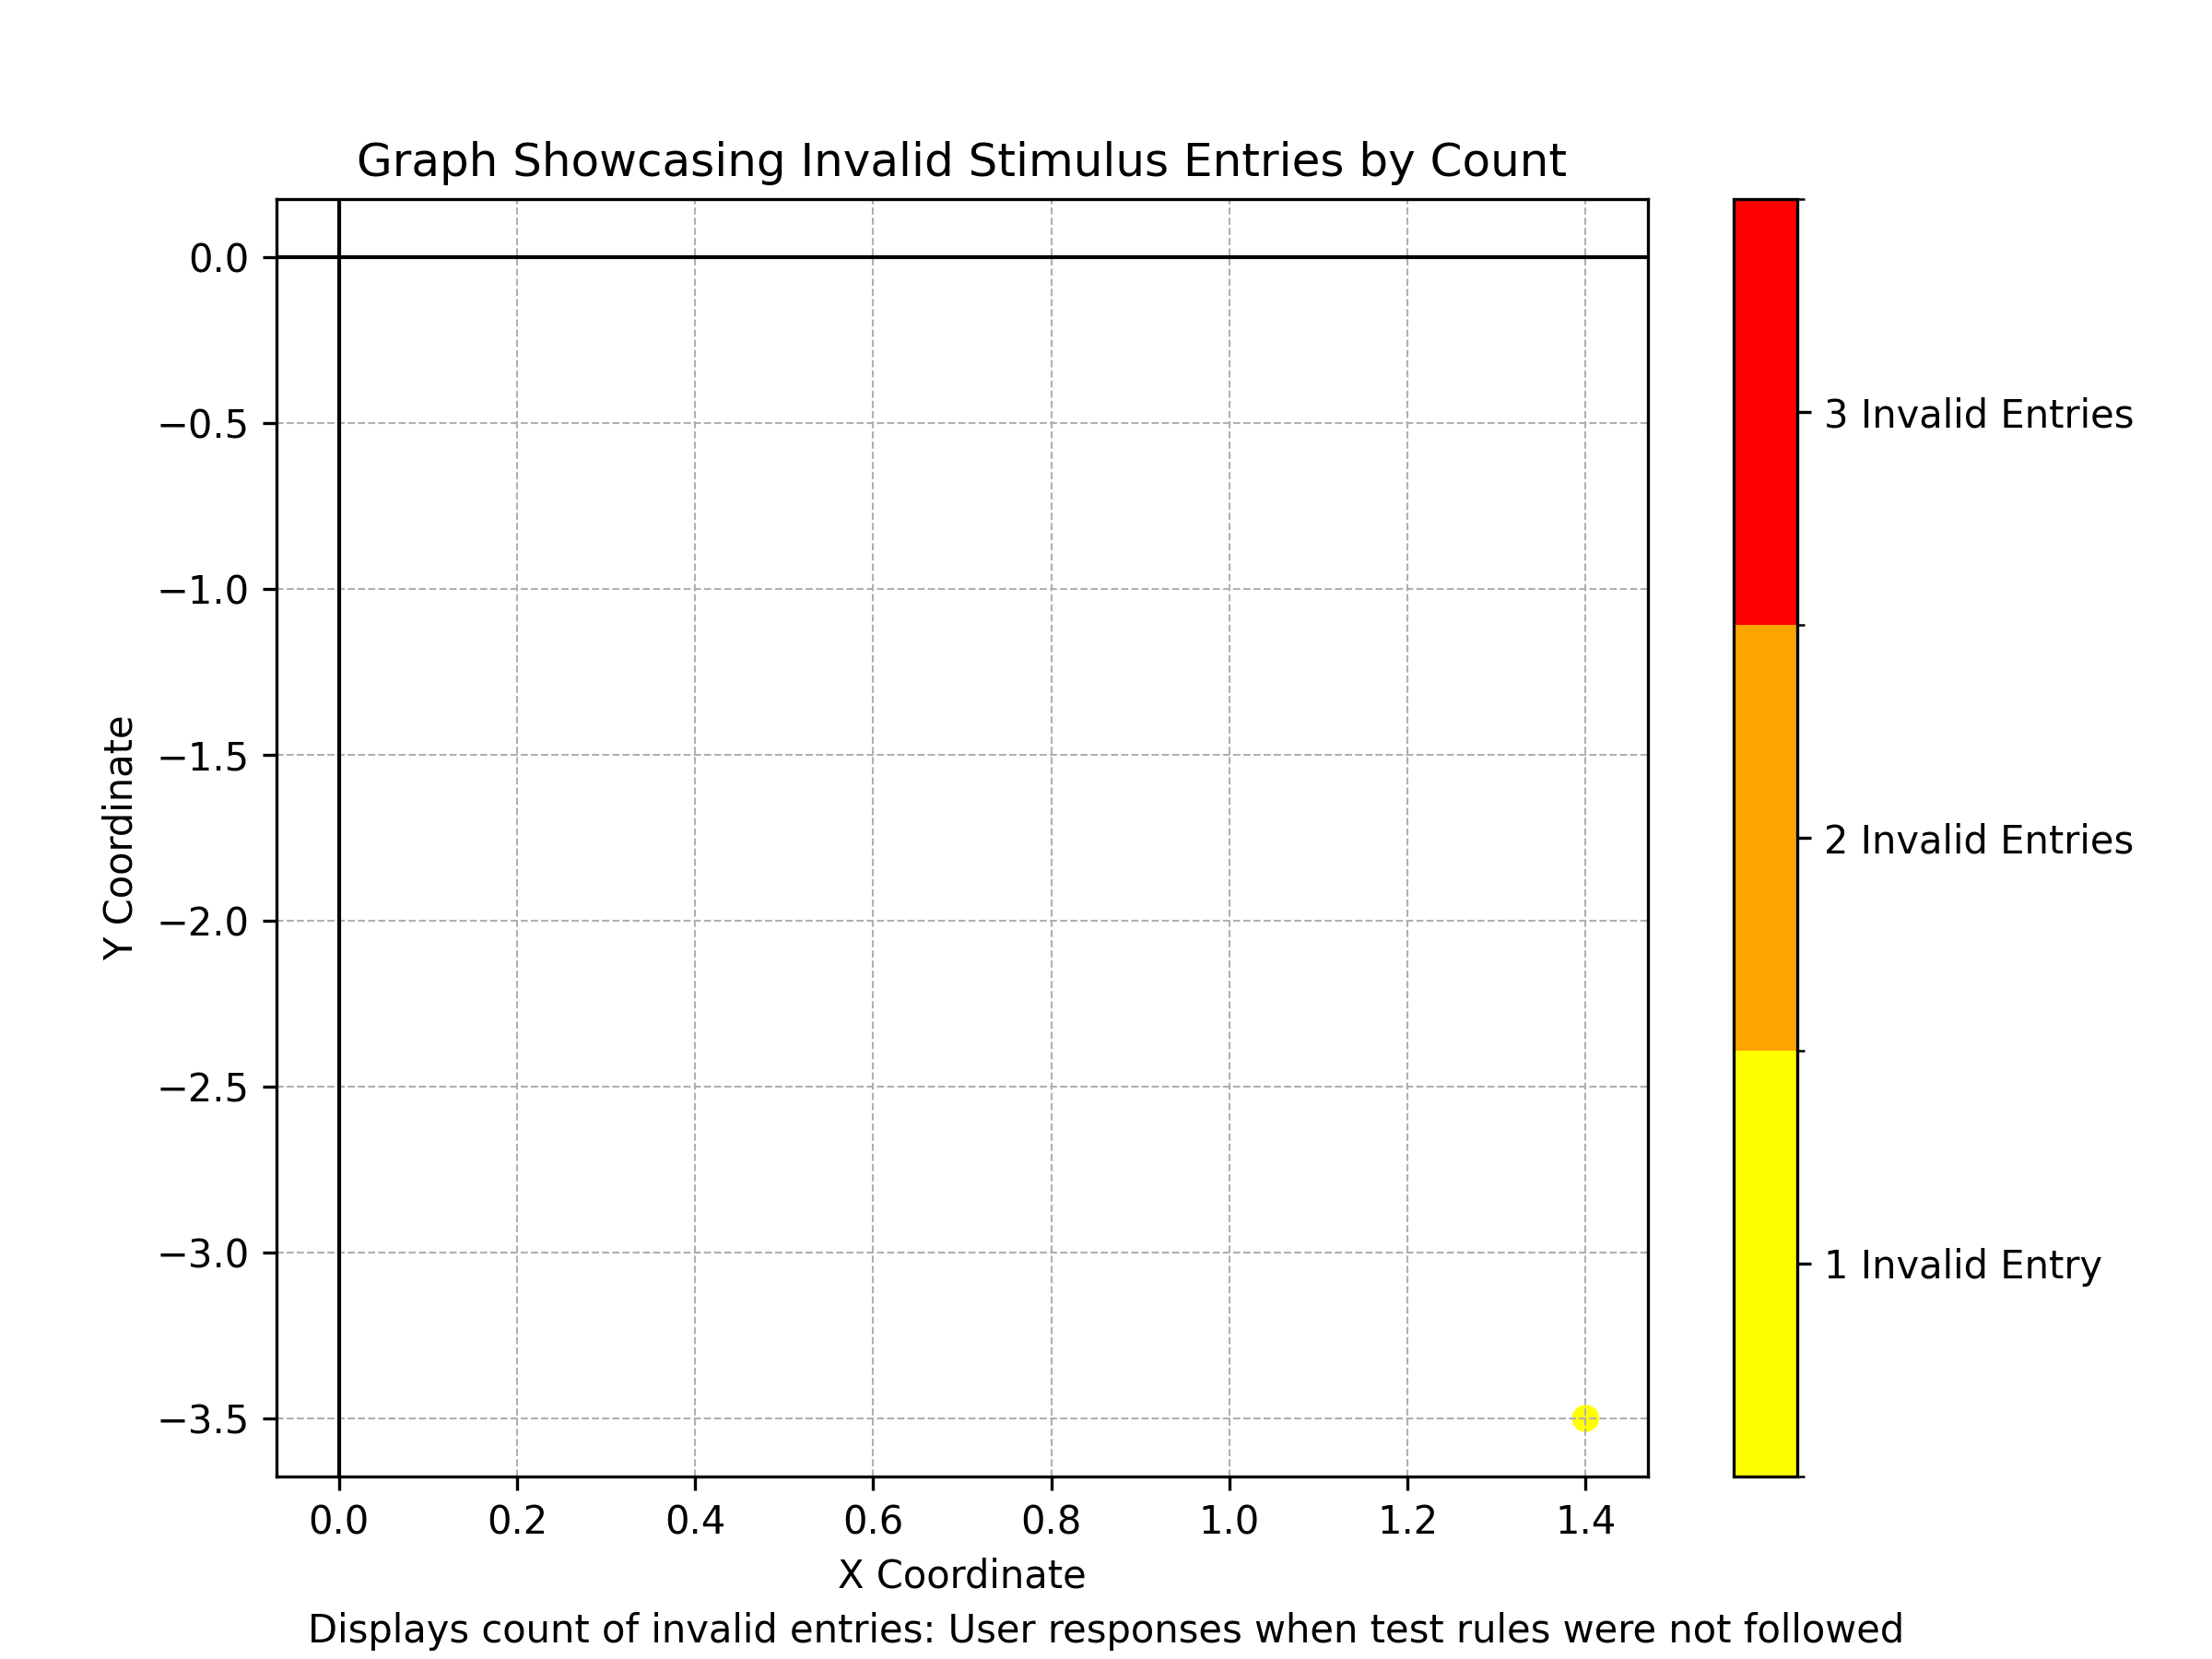 Graph Showcasing Invalid Stimulus Entries by Count
0.0
−0.5
−1.0
−1.5
−2.0
−2.5
−3.0
−3.5
Y Coordinate
0.0 0.2 0.4 0.6 0.8 1.0 1.2 1.4
X Coordinate
3 Invalid Entries
2 Invalid Entries
1 Invalid Entry
Displays count of invalid entries: User responses when test rules were not followed